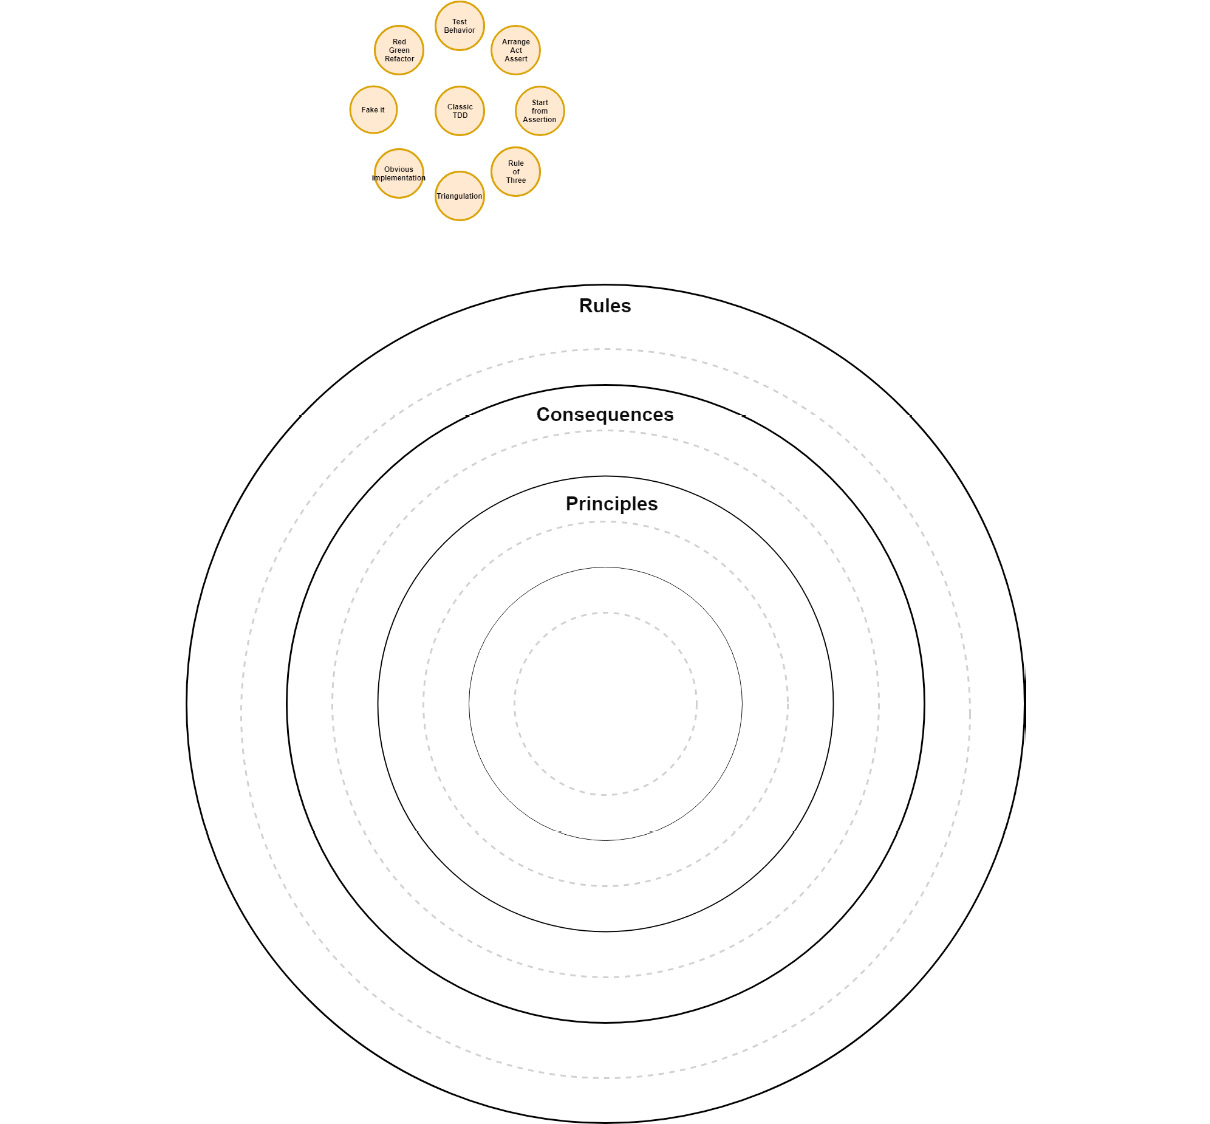 Test
Behavior
Red
Green
Refactor
Arrange
Act
Assert
Fake it
Classic
TDD
Start
from
Assertion
Obvious
implementation
Rule
of
Three
Triangulation
Rules
Consequences
Principles